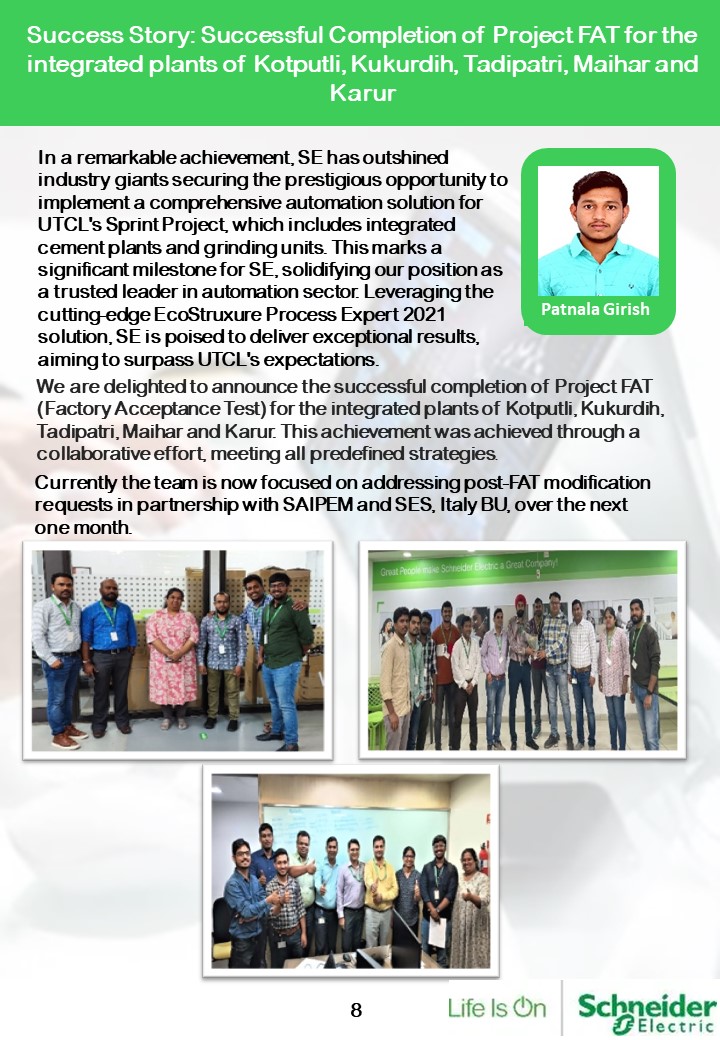 Success Story: Successful Completion of Project FAT for the
integrated plants of Kotputli, Kukurdih, Tadipatri, Maihar and
Karur
In a remarkable achievement, SE has outshined
industry giants securing the prestigious opportunity to
implement a comprehensive automation solution for
UTCL's Sprint Project, which includes integrated
cement plants and grinding units. This marks a
significant milestone for SE, solidifying our position as
a trusted leader in automation sector. Leveraging the
cutting-edge EcoStruxure Process Expert 2021
solution, SE is poised to deliver exceptional results,
aiming to surpass UTCL's expectations.
Patnala Girish
We are delighted to announce the successful completion of Project FAT
(Factory Acceptance Test) for the integrated plants of Kotputli, Kukurdih,
Tadipatri, Maihar and Karur. This achievement was achieved through a
collaborative effort, meeting all predefined strategies.
Currently the team is now focused on addressing post-FAT modification
requests in partnership with SAIPEM and SES, Italy BU, over the next
one month.
Great People make Schneider Electric a Great Company!
8
Life Is On
Schneider
Electric